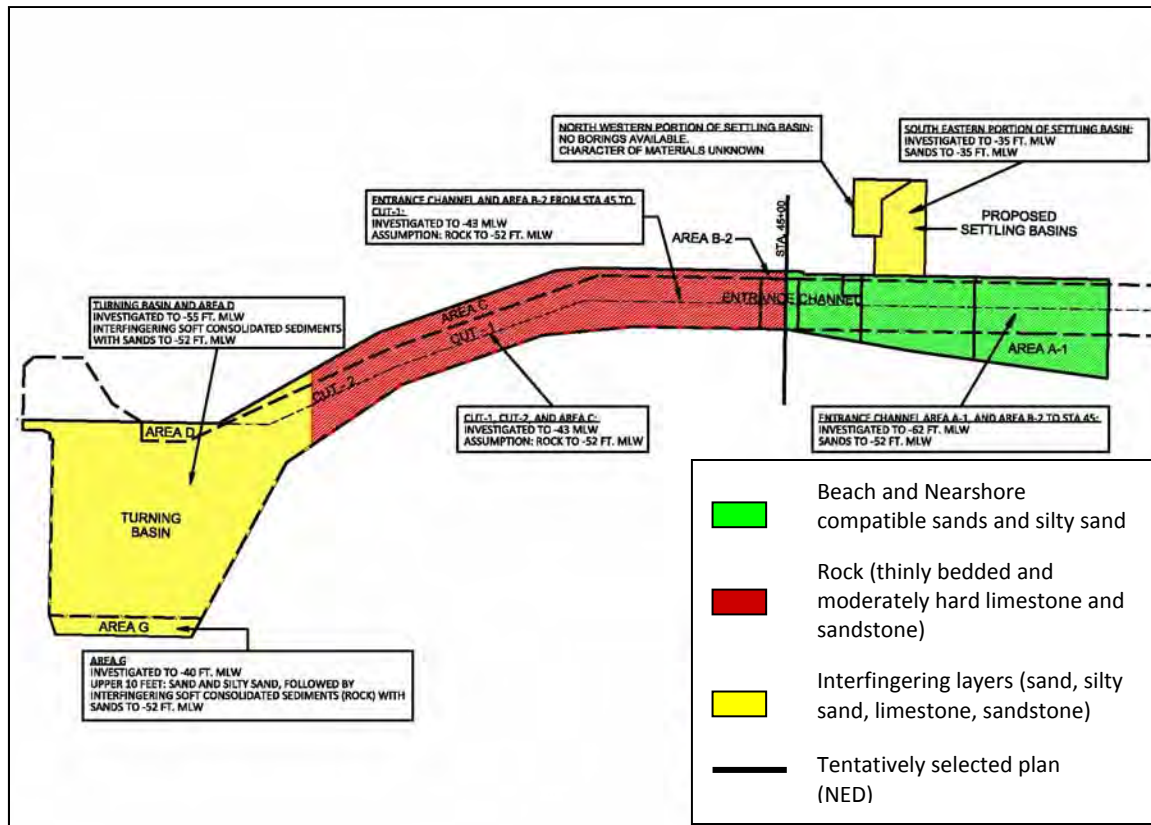 NORTH WESTERN PORTION OF SETTLING BASIN:
NO BORINGS AVAILABLE.
CHARACTER OF MATERIALS UNKNOWN
SOUTH EASTERN PORTION OF SETTLING BASIN:
INVESTIGATED TO -35 FT. MLW
SANDS TO -35 FT. MLW
ENTRANCE CHANNEL AND AREA B-2 FROM STA 45 TO
CUT-1:
INVESTIGATED TO -43 MLW
ASSUMPTION: ROCK TO -52 FT. MLW
AREA B-2
STA. 45+00
PROPOSED
SETTLING BASINS
TURNING BASIN AND AREA D
INVESTIGATED TO -55 FT. MLW
INTERFINGERING SOFT CONSOLIDATED SEDIMENTS
WITH SANDS TO -52 FT. MLW
AREA C
CUT - 1
CUT - 2
ENTRANCE CHANNEL
AREA A-1
AREA D
TURNING
BASIN
AREA G
CUT-1, CUT-2, AND AREA C:
INVESTIGATED TO -43 MLW
ASSUMPTION: ROCK TO -52 FT. MLW
ENTRANCE CHANNEL AREA A-1, AND AREA B-2 TO STA 45:
INVESTIGATED TO -62 FT. MLW
SANDS TO -52 FT. MLW
AREA G
INVESTIGATED TO -40 FT. MLW
UPPER 10 FEET: SAND AND SILTY SAND, FOLLOWED BY
INTERFINGERING SOFT CONSOLIDATED SEDIMENTS (ROCK) WITH
SANDS TO -52 FT. MLW
Beach and Nearshore
compatible sands and silty sand
Rock (thinly bedded and
moderately hard limestone and
sandstone)
Interfingering layers (sand, silty
sand, limestone, sandstone)
Tentatively selected plan
(NED)